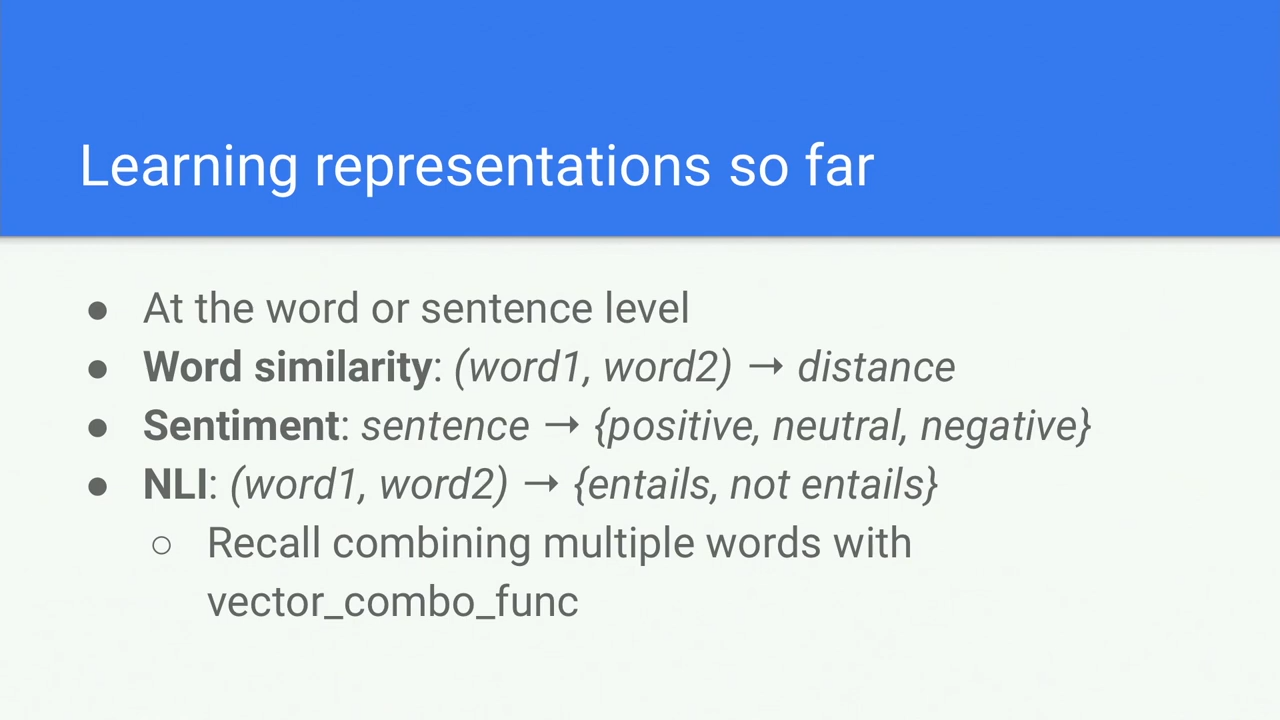 Learning representations so far
● At the word or sentence level
● Word similarity: (word1, word2) → distance
● Sentiment: sentence → {positive, neutral, negative}
● NLI: (word1, word2) → {entails, not entails}
○ Recall combining multiple words with
vector_combo_func